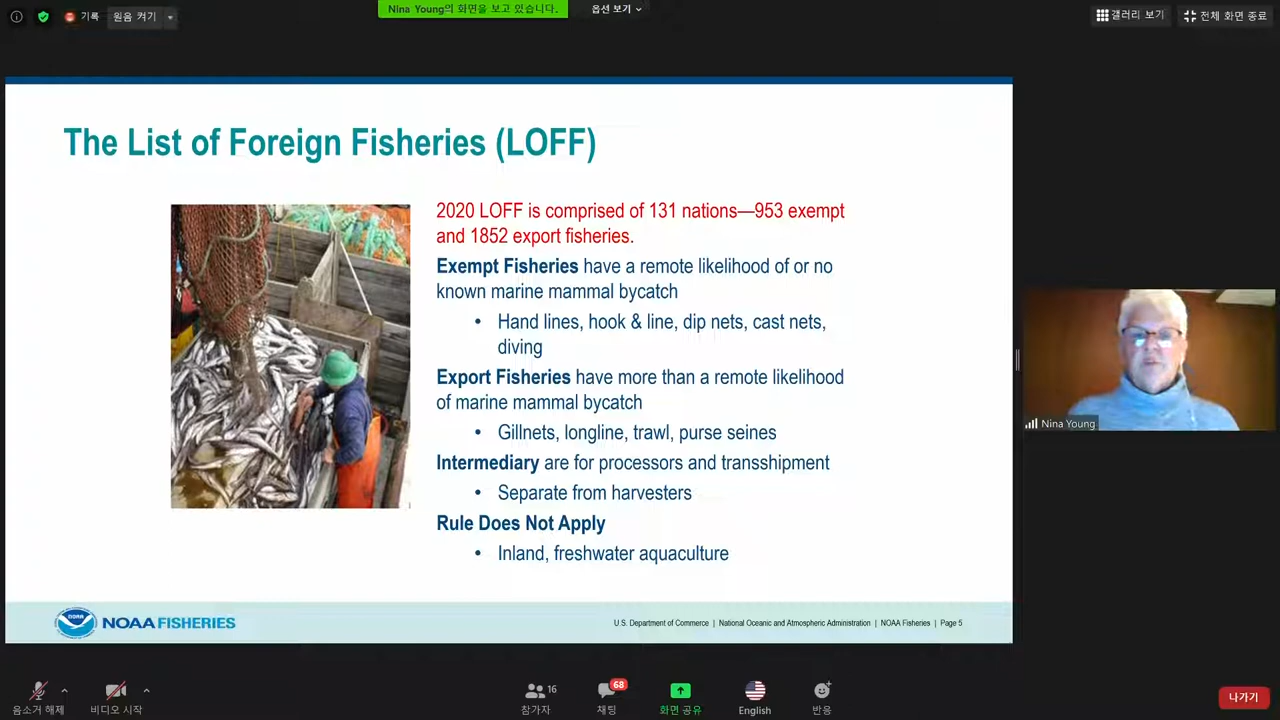 기록
원음 켜기
Nina Young의 화면을 보고 있습니다.
옵션 보기
갤러리 보기
전체 화면 종료
The List of Foreign Fisheries (LOFF)
2020 LOFF is comprised of 131 nations—953 exempt
and 1852 export fisheries.
Exempt Fisheries have a remote likelihood of or no
known marine mammal bycatch
• Hand lines, hook & line, dip nets, cast nets,
diving
Export Fisheries have more than a remote likelihood
of marine mammal bycatch
• Gillnets, longline, trawl, purse seines
Intermediary are for processors and transshipment
• Separate from harvesters
Rule Does Not Apply
• Inland, freshwater aquaculture
Nina Young
NOAA
NOAA FISHERIES
U.S. Department of Commerce | National Oceanic and Atmospheric Administration | NOAA Fisheries | Page 5
음소거 해제
비디오 시작
16
참가자
68
채팅
화면 공유
English
반응
나가기